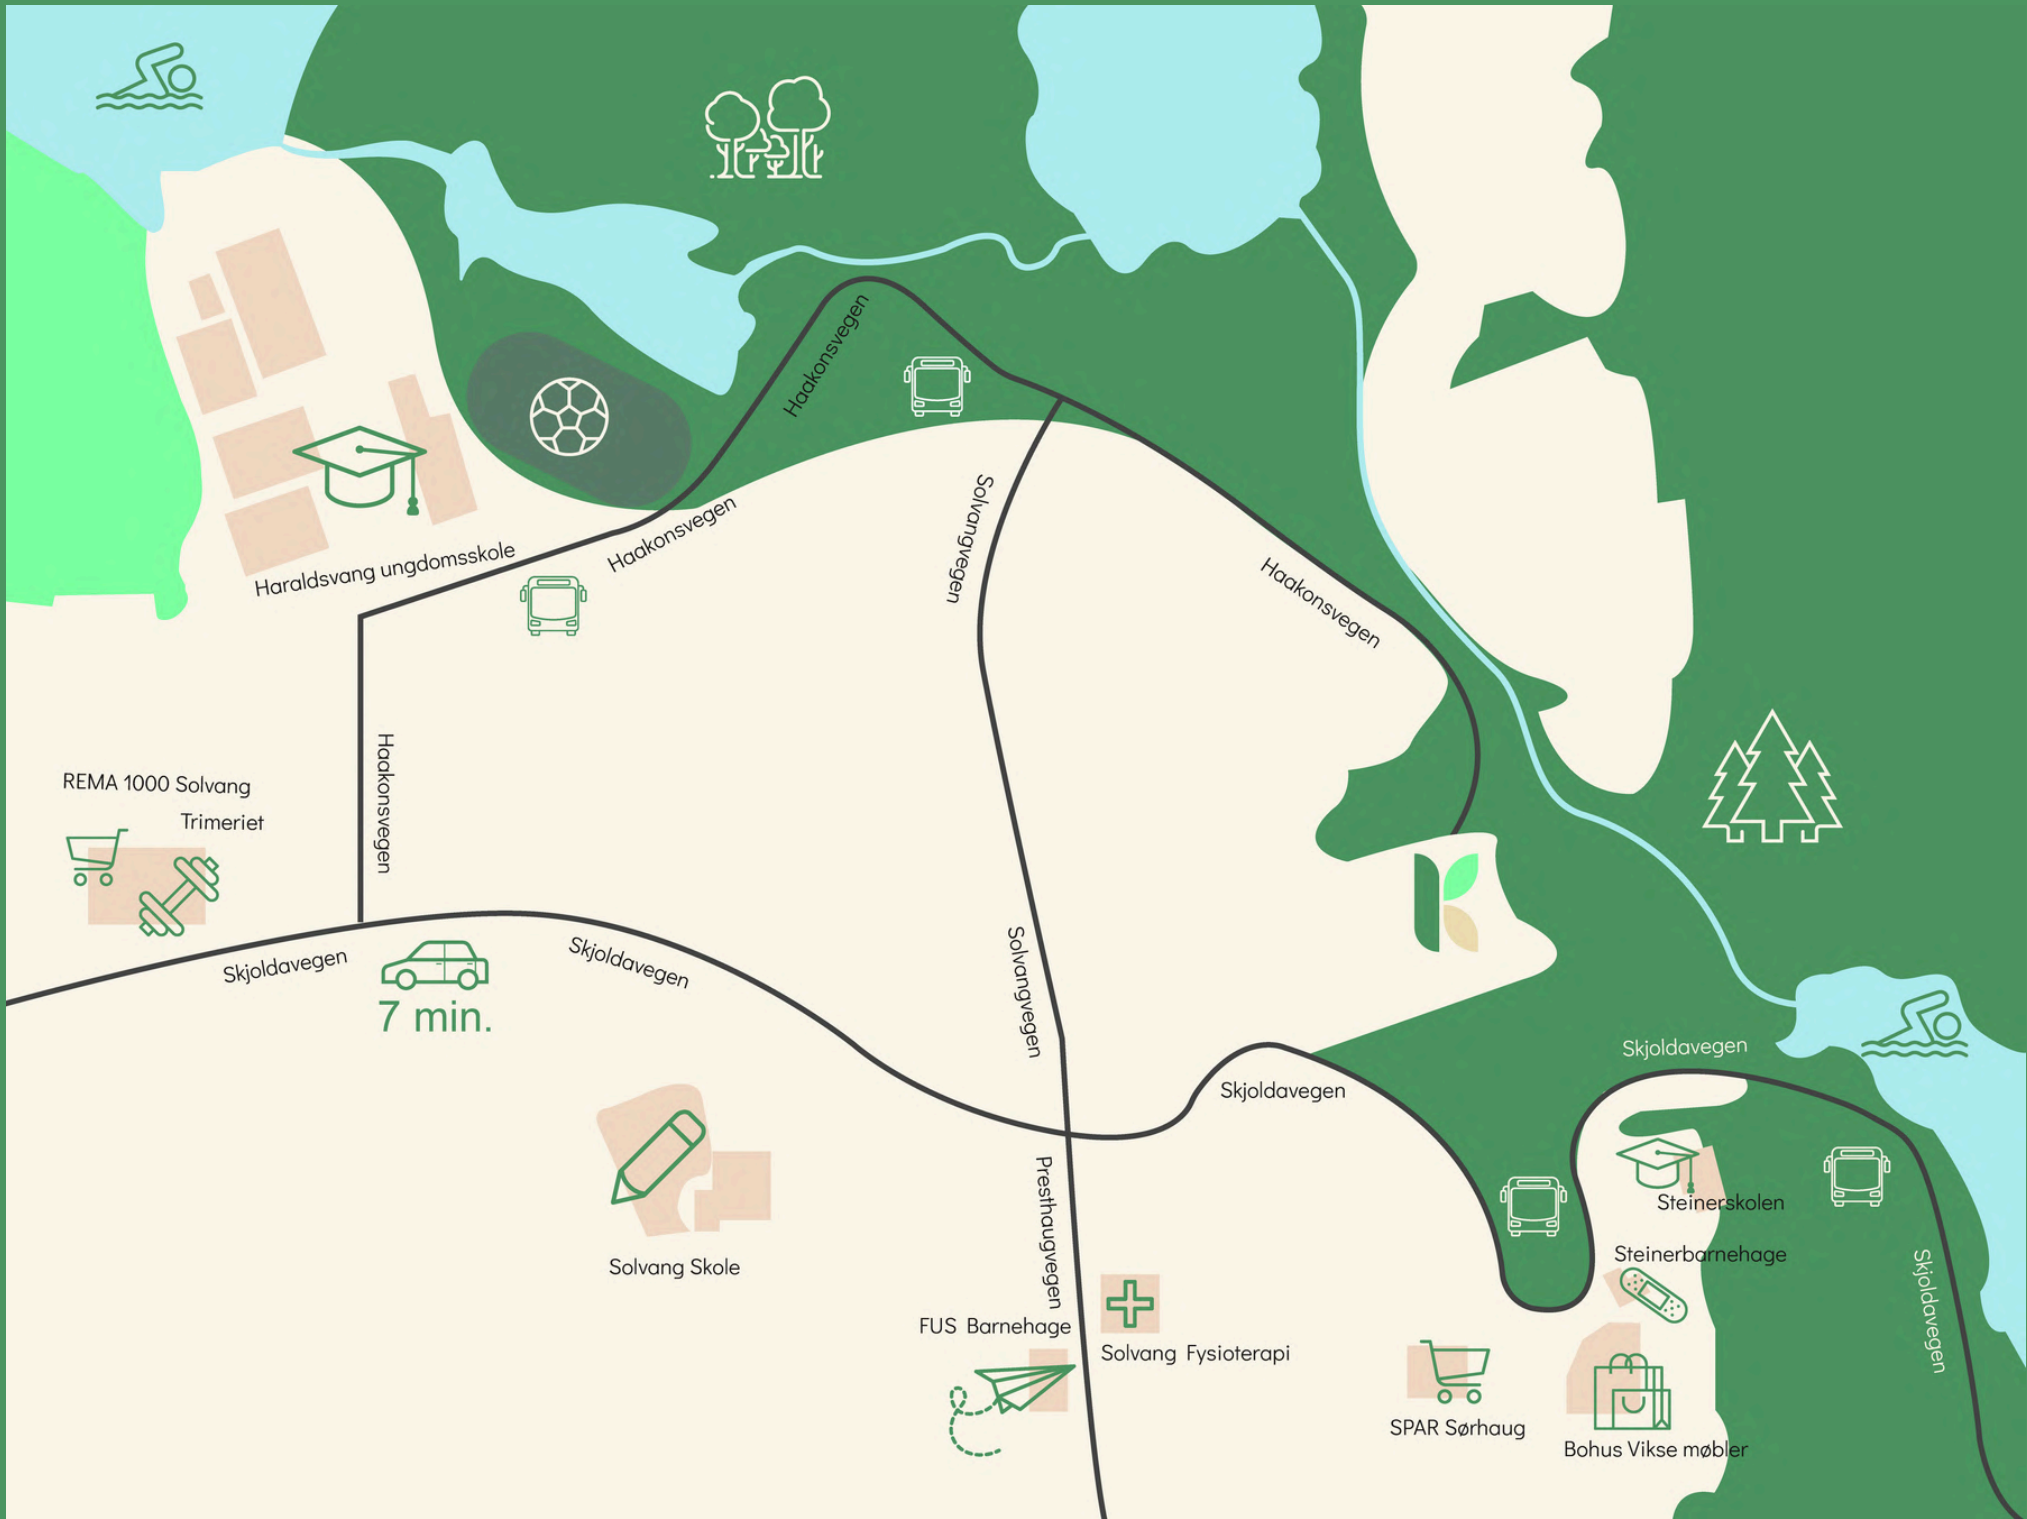 Haakonsvegen
Solvangvegen
Haakonsvegen
Haraldsvang ungdomsskole
Haakonsvegen
Haakonsvegen
REMA 1000 Solvang
Trimeriet
Skjoldavegen
7 min.
Skjoldavegen
Solvangvegen
Skjoldavegen
Skjoldavegen
Solvang Skole
Presthaugvegen
FUS Barnehage
Solvang Fysioterapi
Steinerskolen
Steinerbarnehage
Skjoldavegen
SPAR Sørhaug
Bohus Vikse møbler